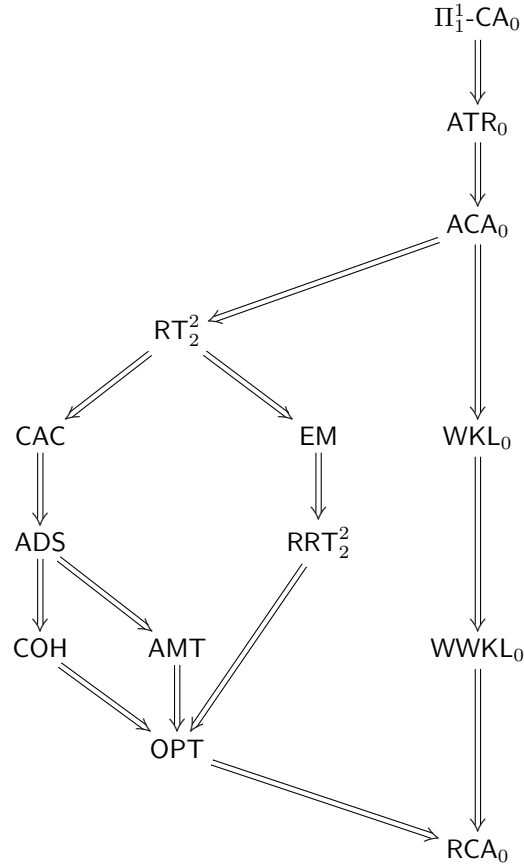 Π¹₁-CA₀
ATR₀
ACA₀
RT²₂
CAC EM WKL₀
ADS RRT²₂
COH AMT WWKL₀
OPT
RCA₀